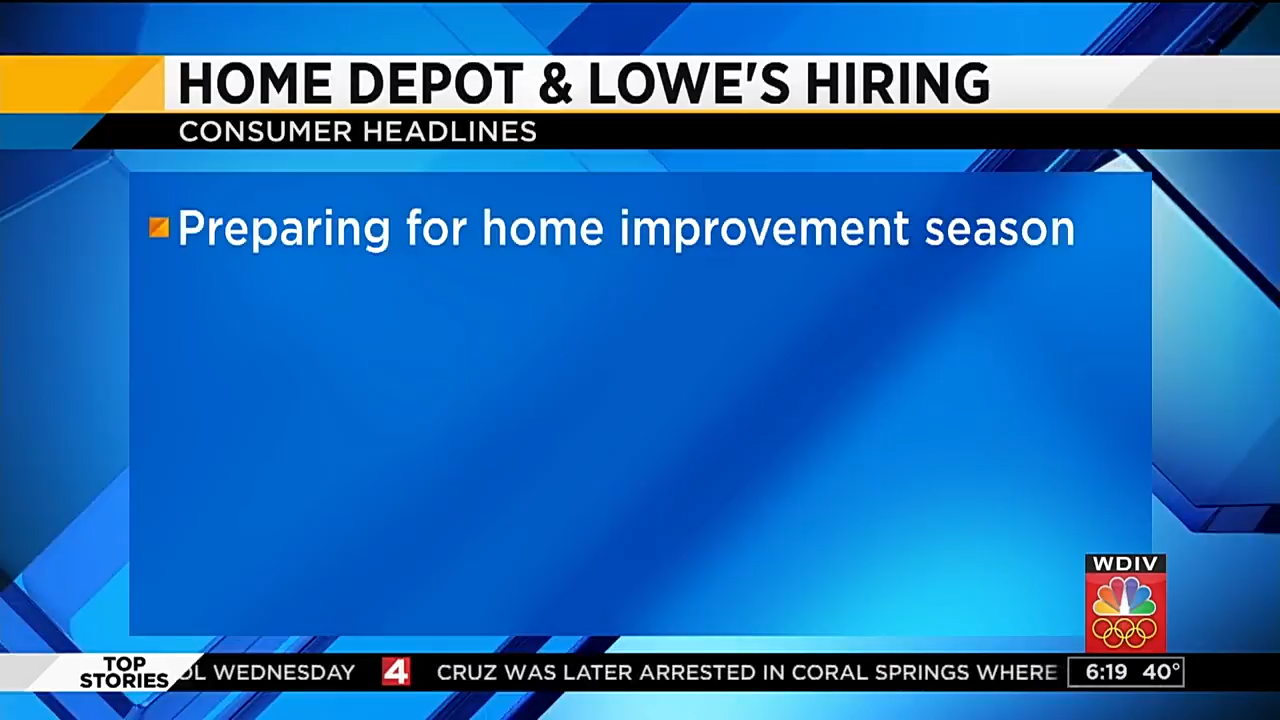 HOME DEPOT & LOWE'S HIRING
CONSUMER HEADLINES
Preparing for home improvement season
WDIV
TOP STORIES
OL WEDNESDAY 4 CRUZ WAS LATER ARRESTED IN CORAL SPRINGS WHERE 6:19 40°